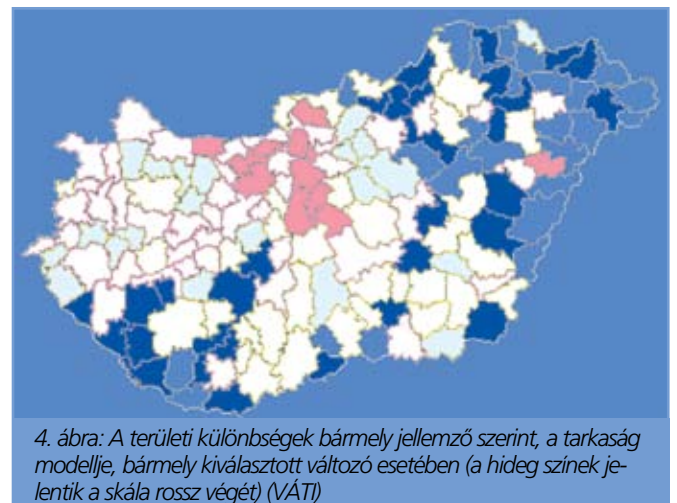 4. ábra: A területi különbségek bármely jellemző szerint, a tarkaság
modellje, bármely kiválasztott változó esetében (a hideg színek je-
lentik a skála rossz végét) (VÁTI)